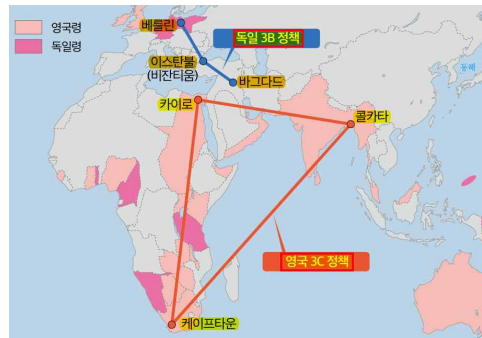 영국령
독일령
베를린
독일 3B 정책
이스탄불
(비잔티움)
바그다드
동해
카이로
콜카타
영국 3C 정책
케이프타운